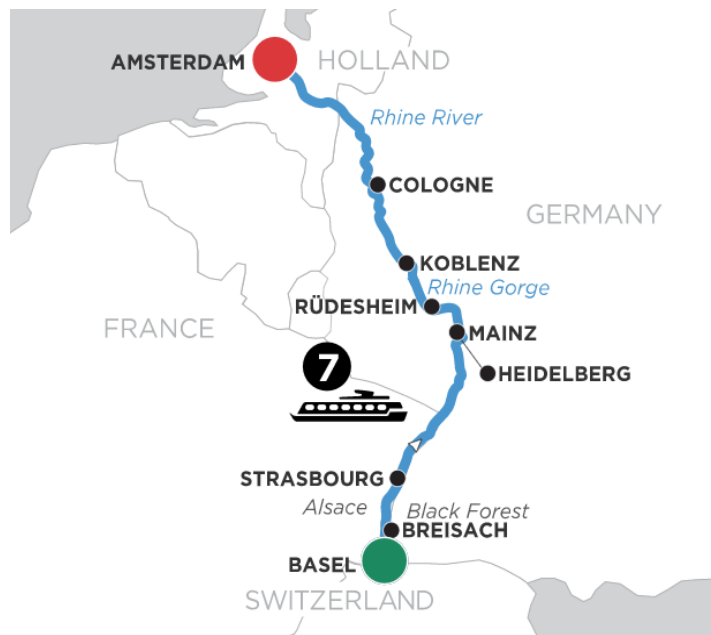 AMSTERDAM
HOLLAND
Rhine River
COLOGNE
GERMANY
KOBLENZ
Rhine Gorge
RÜDESHEIM
FRANCE
MAINZ
7
HEIDELBERG
STRASBOURG
Alsace
Black Forest
BREISACH
BASEL
SWITZERLAND